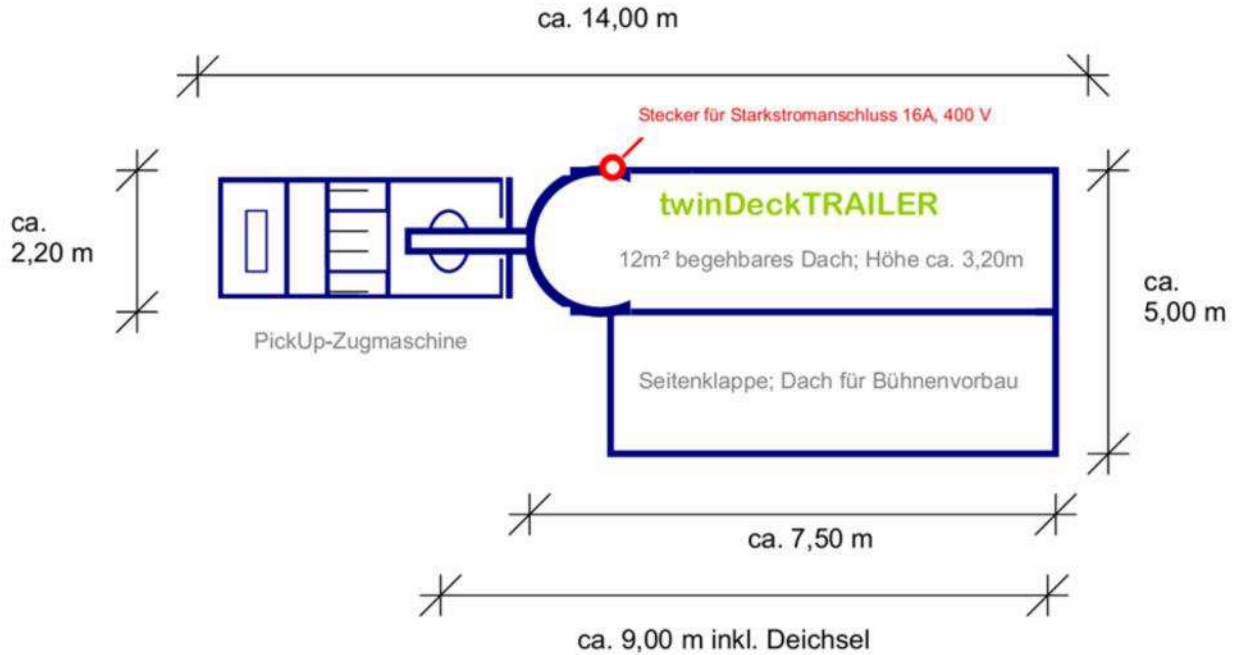 ca. 14,00 m
Stecker für Starkstromanschluss 16A, 400 V
twinDeckTRAILER
ca.
2,20 m
12m² begehbares Dach; Höhe ca. 3,20m
ca.
5,00 m
PickUp-Zugmaschine
Seitenklappe; Dach für Bühnenvorbau
ca. 7,50 m
ca. 9,00 m inkl. Deichsel